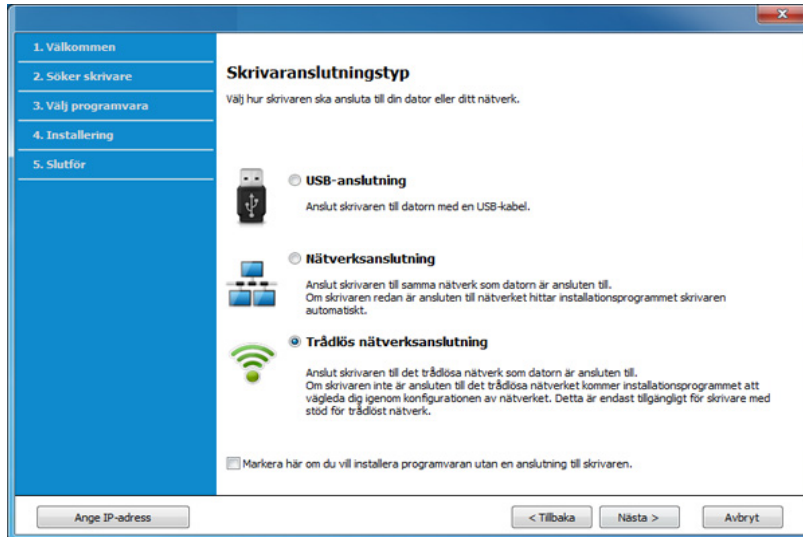 1. Välkommen
2. Söker skrivare
3. Välj programvara
4. Installering
5. Slutför
Skrivaranslutningstyp
Välj hur skrivaren ska ansluta till din dator eller ditt nätverk.
USB-anslutning
Anslut skrivaren till datorn med en USB-kabel.
Nätverksanslutning
Anslut skrivaren till samma nätverk som datorn är ansluten till.
Om skrivaren redan är ansluten till nätverket hittar installationsprogrammet skrivaren
automatiskt.
Trådlös nätverksanslutning
Anslut skrivaren till det trådlösa nätverk som datorn är ansluten till.
Om skrivaren inte är ansluten till det trådlösa nätverket kommer installationsprogrammet att
vägleda dig igenom konfigurationen av nätverket. Detta är endast tillgängligt för skrivare med
stöd för trådlöst nätverk.
Markera här om du vill installera programvaran utan en anslutning till skrivaren.
Ange IP-adress
< Tillbaka
Nästa >
Avbryt